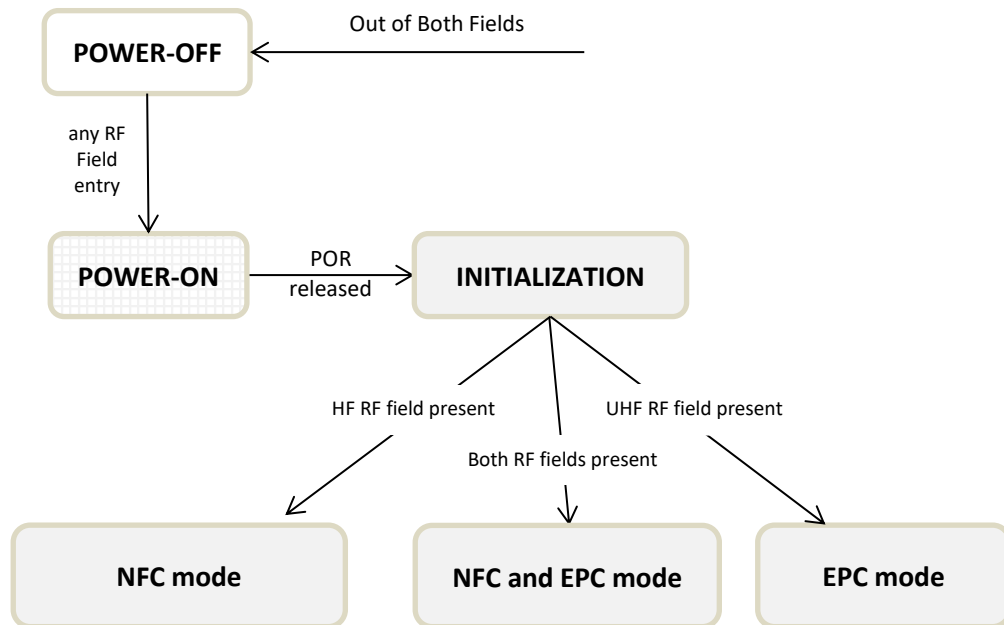 Out of Both Fields
POWER-OFF
any RF
Field
entry
POWER-ON
POR
released
INITIALIZATION
HF RF field present
UHF RF field present
Both RF fields present
NFC mode
NFC and EPC mode
EPC mode